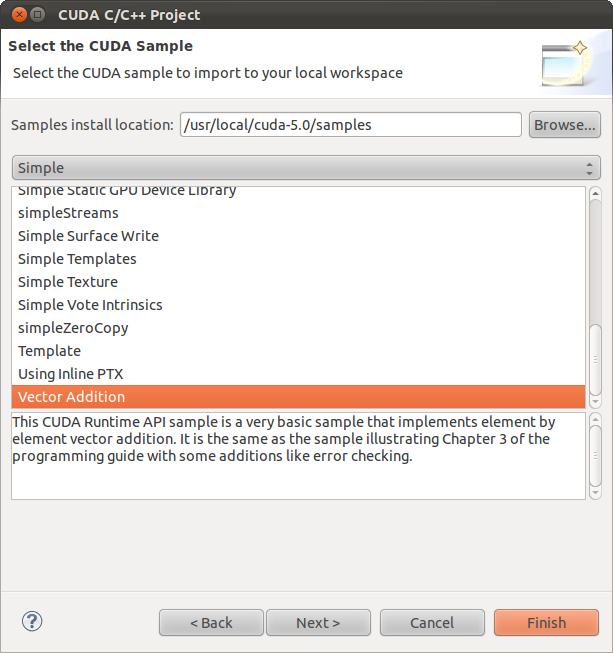 CUDA C/C++ Project
Select the CUDA Sample
Select the CUDA sample to import to your local workspace
Samples install location: /usr/local/cuda-5.0/samples Browse...
Simple
Simple Static GPU Device Library
simpleStreams
Simple Surface Write
Simple Templates
Simple Texture
Simple Vote Intrinsics
simpleZeroCopy
Template
Using Inline PTX
Vector Addition
This CUDA Runtime API sample is a very basic sample that implements element by
element vector addition. It is the same as the sample illustrating Chapter 3 of the
programming guide with some additions like error checking.
? < Back Next > Cancel Finish